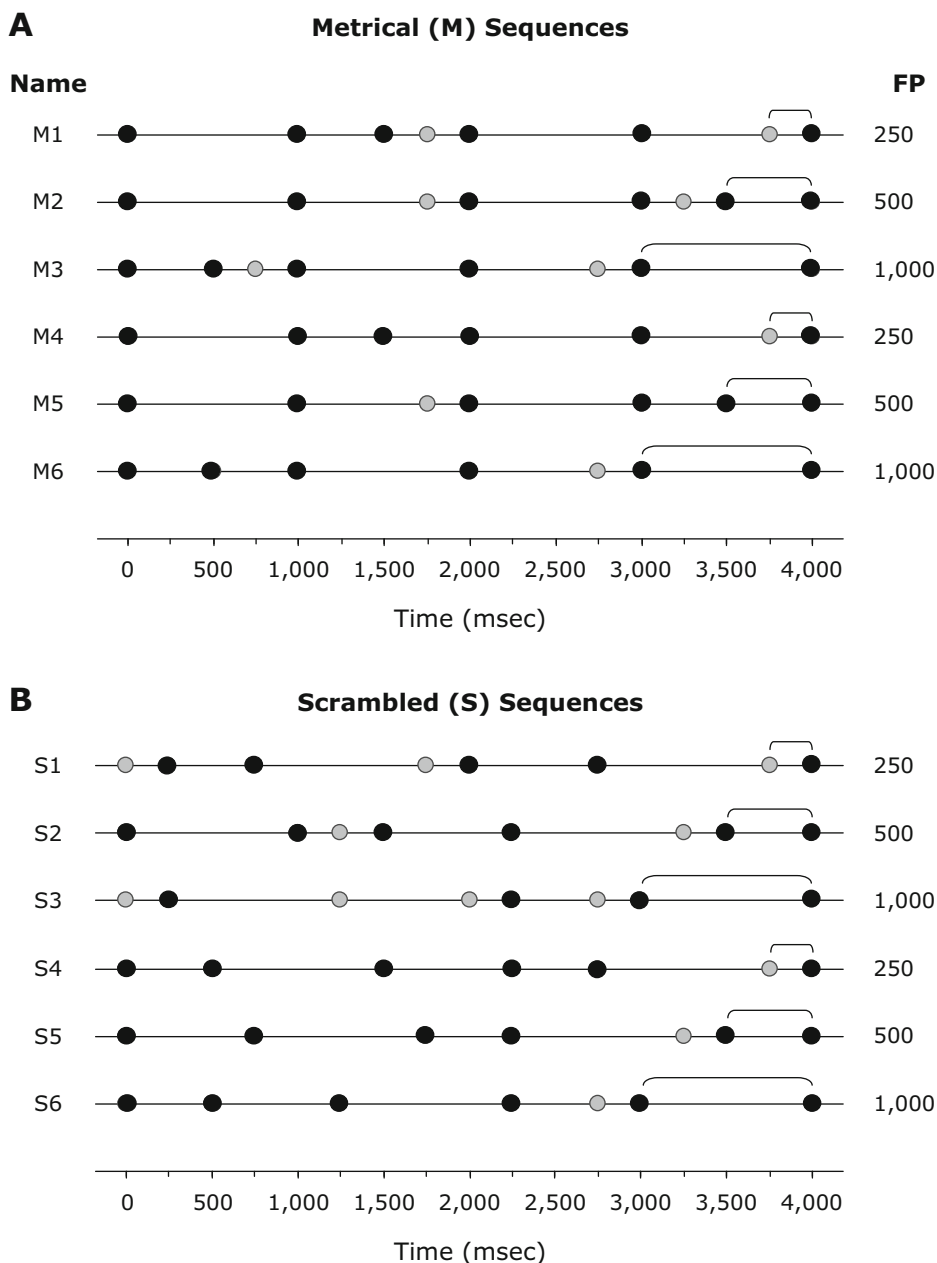 A Metrical (M) Sequences
Name FP
M1 250
M2 500
M3 1,000
M4 250
M5 500
M6 1,000
0 500 1,000 1,500 2,000 2,500 3,000 3,500 4,000
Time (msec)
B Scrambled (S) Sequences
S1 250
S2 500
S3 1,000
S4 250
S5 500
S6 1,000
0 500 1,000 1,500 2,000 2,500 3,000 3,500 4,000
Time (msec)